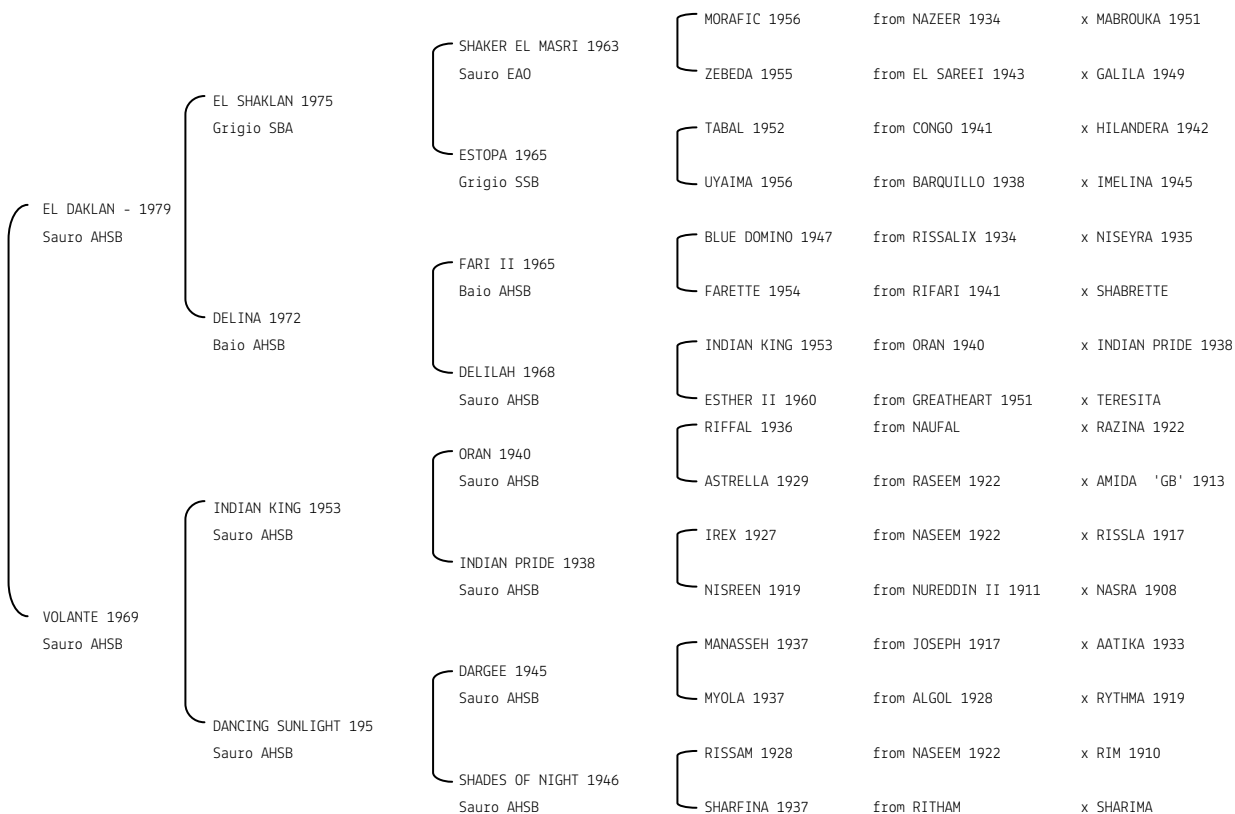 MORAFIC 1956 from NAZEER 1934 x MABROUKA 1951
SHAKER EL MASRI 1963
Sauro EAO
ZEBEDA 1955 from EL SAREEI 1943 x GALILA 1949
EL SHAKLAN 1975
Grigio SBA
TABAL 1952 from CONGO 1941 x HILANDERA 1942
ESTOPA 1965
Grigio SSB
UYAIMA 1956 from BARQUILLO 1938 x IMELINA 1945
EL DAKLAN - 1979
Sauro AHSB
BLUE DOMINO 1947 from RISSALIX 1934 x NISEYRA 1935
FARI II 1965
Baio AHSB
FARETTE 1954 from RIFARI 1941 x SHABRETTE
DELINA 1972
Baio AHSB
INDIAN KING 1953 from ORAN 1940 x INDIAN PRIDE 1938
DELILAH 1968
Sauro AHSB
ESTHER II 1960 from GREATHEART 1951 x TERESITA
RIFFAL 1936 from NAUFAL x RAZINA 1922
ORAN 1940
Sauro AHSB
ASTRELLA 1929 from RASEEM 1922 x AMIDA 'GB' 1913
INDIAN KING 1953
Sauro AHSB
IREX 1927 from NASEEM 1922 x RISSLA 1917
INDIAN PRIDE 1938
Sauro AHSB
NISREEN 1919 from NUREDDIN II 1911 x NASRA 1908
VOLANTE 1969
Sauro AHSB
MANASSEH 1937 from JOSEPH 1917 x AATIKA 1933
DARGEE 1945
Sauro AHSB
MYOLA 1937 from ALGOL 1928 x RYTHMA 1919
DANCING SUNLIGHT 195
Sauro AHSB
RISSAM 1928 from NASEEM 1922 x RIM 1910
SHADES OF NIGHT 1946
Sauro AHSB
SHARFINA 1937 from RITHAM x SHARIMA